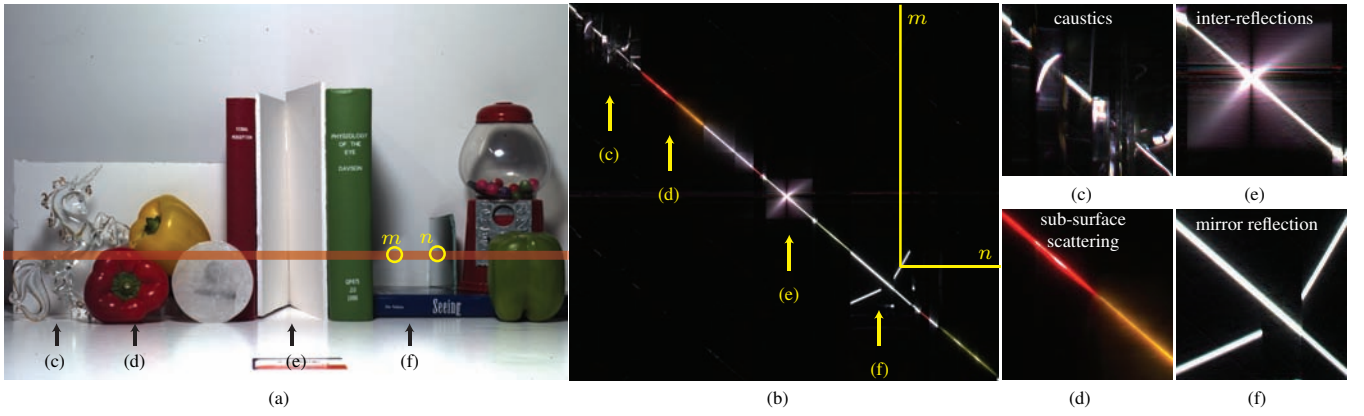 PHYSIOLOGY
OF THE
EYE
DAVSON
Seeing
m
n
(c)
(d)
(e)
(f)
(a)
m
n
(c)
(d)
(e)
(f)
(b)
caustics
(c)
inter-reflections
(e)
sub-surface
scattering
(d)
mirror reflection
(f)